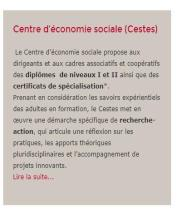 Centre d'économie sociale (Cestes)
Le Centre d'économie sociale propose aux
dirigeants et aux cadres associatifs et coopératifs
des diplômes de niveaux I et II ainsi que des
certificats de spécialisation*.
Prenant en considération les savoirs expérientiels
des adultes en formation, le Cestes met en
œuvre une démarche spécifique de recherche-
action, qui articule une réflexion sur les
pratiques, les apports théoriques
pluridisciplinaires et l'accompagnement de
projets innovants.
Lire la suite...